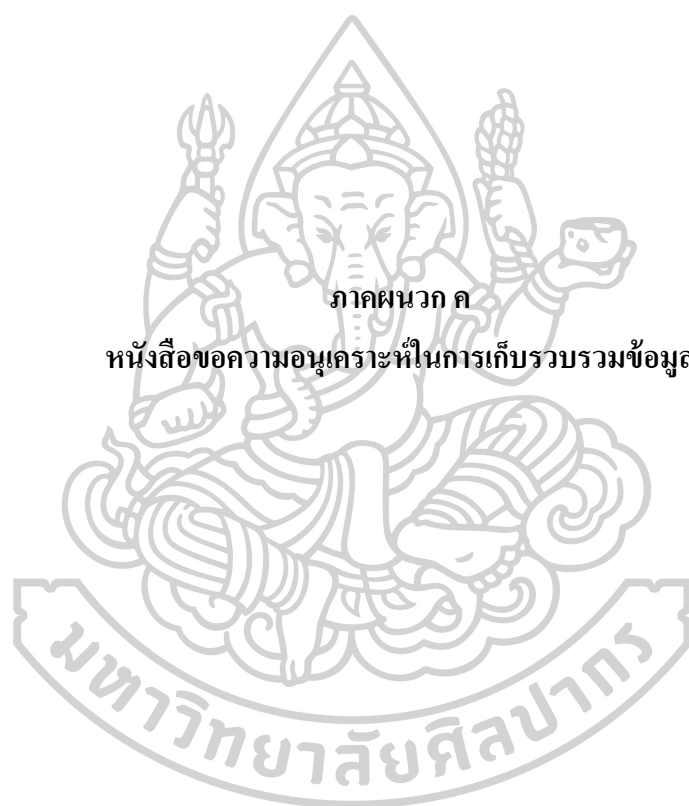 ภาคผนวก ค
หนังสือขอความอนุเคราะห์ในการเก็บรวบรวมข้อมูล
มหาวิทยาลัยศิลปากร